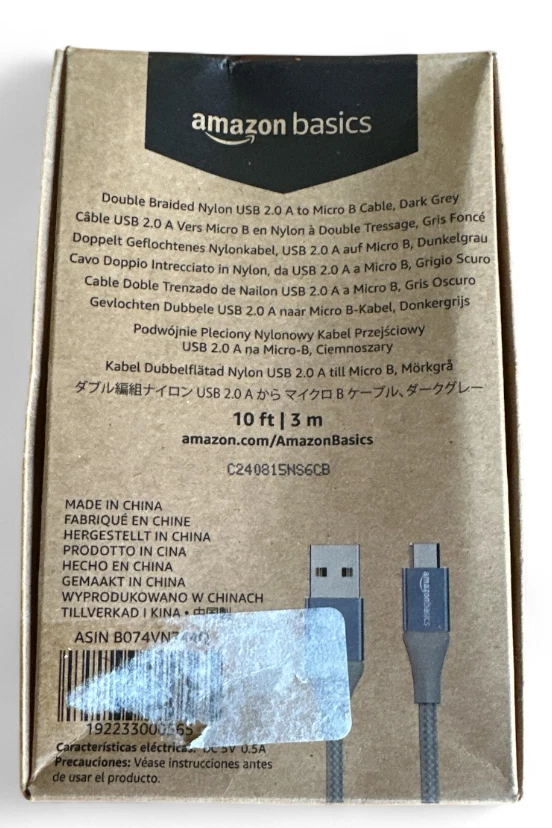 amazon basics
Double Braided Nylon USB 2.0 A to Micro B Cable, Dark Grey
Câble USB 2.0 A Vers Micro B en Nylon à Double Tressage, Gris Foncé
Doppelt Geflochtenes Nylonkabel, USB 2.0 A auf Micro B, Dunkelgrau
Cavo Doppio Intrecciato in Nylon, da USB 2.0 A a Micro B, Grigio Scuro
Cable Doble Trenzado de Nailon USB 2.0 A a Micro B, Gris Oscuro
Gevlochten Dubbele USB 2.0 A naar Micro B-Kabel, Donkergrijs
Podwójnie Pleciony Nylonowy Kabel Przejściowy
USB 2.0 A na Micro-B, Ciemnoszary
Kabel Dubbelflätad Nylon USB 2.0 A till Micro B, Mörkgrå
ダブル編組ナイロン USB 2.0 A から マイクロ B ケーブル、ダークグレー
10 ft | 3 m
amazon.com/AmazonBasics
C240815NS6CB
MADE IN CHINA
FABRIQUÉ EN CHINE
HERGESTELLT IN CHINA
PRODOTTO IN CINA
HECHO EN CHINA
GEMAAKT IN CHINA
WYPRODUKOWANO W CHINACH
TILLVERKAD I KINA • 中国製
amazonbasics
ASIN
Características eléctricas: DC 5V 0.5A
Precauciones: Véase instrucciones antes
de usar el producto.